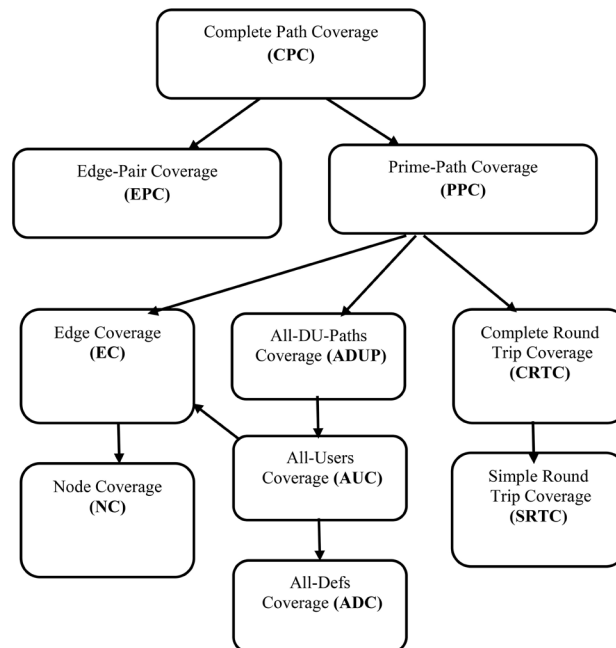 Complete Path Coverage
(CPC)
Edge-Pair Coverage
(EPC)
Prime-Path Coverage
(PPC)
Edge Coverage
(EC)
All-DU-Paths
Coverage (ADUP)
Complete Round
Trip Coverage
(CRTC)
Node Coverage
(NC)
All-Users
Coverage (AUC)
Simple Round
Trip Coverage
(SRTC)
All-Defs
Coverage (ADC)